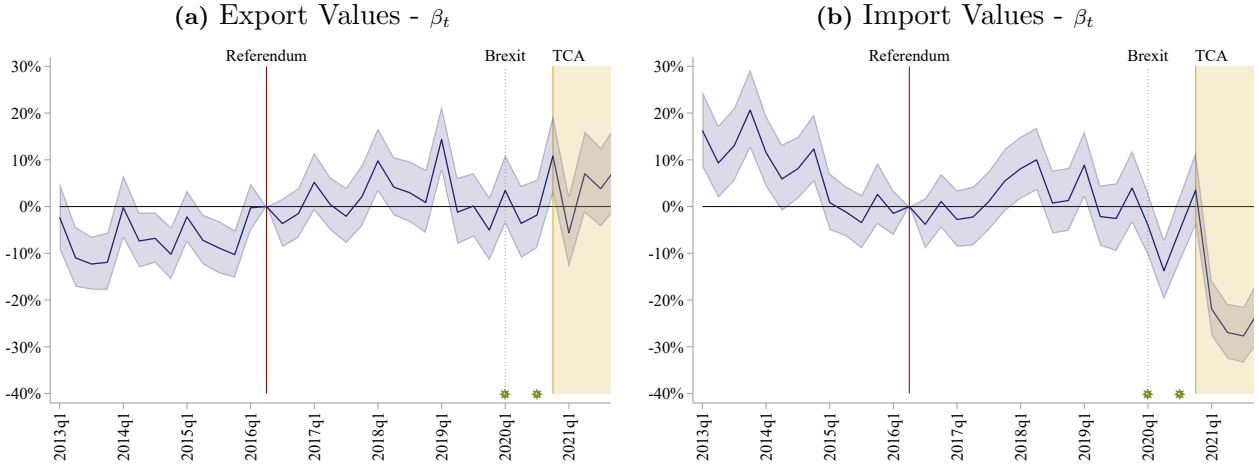 (a) Export Values - βt
Referendum
Brexit
TCA
30%
20%
10%
0%
-10%
-20%
-30%
-40%
2013q1
2014q1
2015q1
2016q1
2017q1
2018q1
2019q1
2020q1
2021q1
(b) Import Values - βt
Referendum
Brexit
TCA
30%
20%
10%
0%
-10%
-20%
-30%
-40%
2013q1
2014q1
2015q1
2016q1
2017q1
2018q1
2019q1
2020q1
2021q1